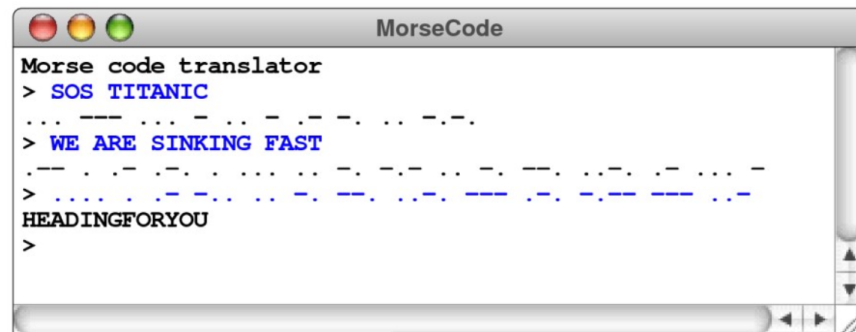 MorseCode
Morse code translator
> SOS TITANIC
... --- ... - .. - .- -. .. -.-.
> WE ARE SINKING FAST
.-- . .- .-. . ... .. -. -.- .. -. --. ..-. .- ... -
> .... . .- -.. .. -. --. ..-. --- .-. -.-- --- ..-
HEADINGFORYOU
>